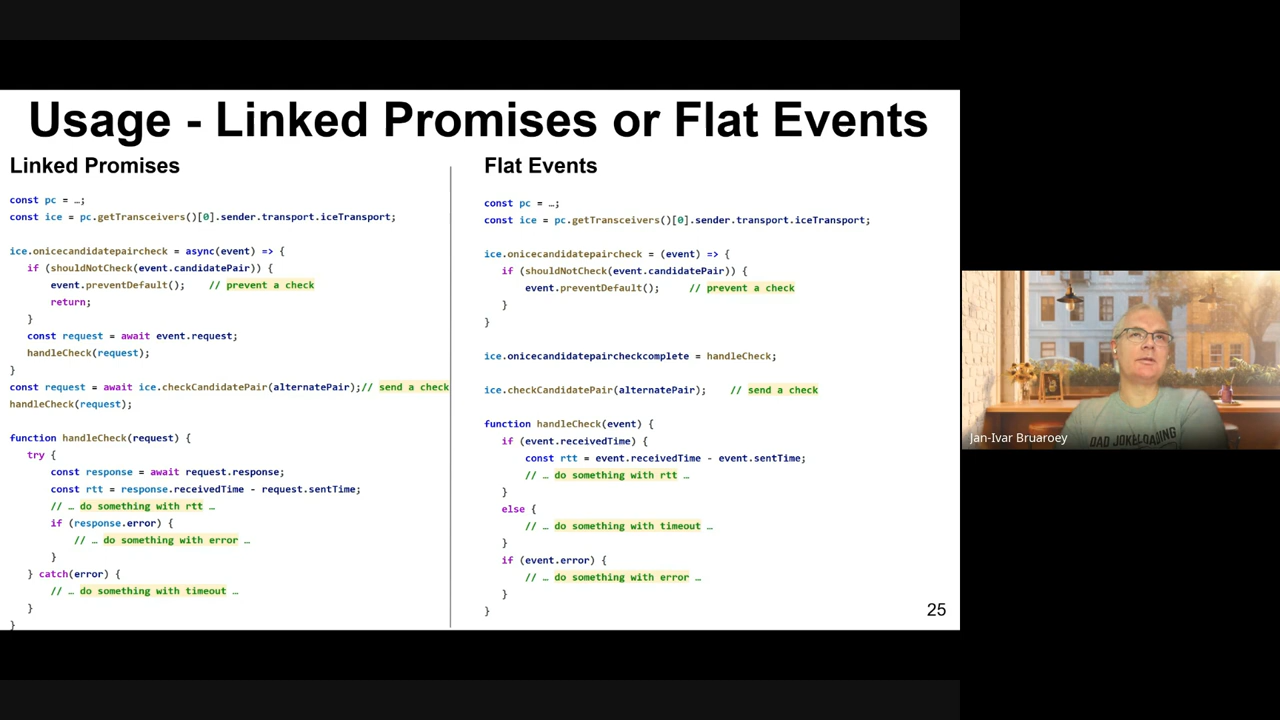 Usage - Linked Promises or Flat Events
Linked Promises
const pc = …;
const ice = pc.getTransceivers()[0].sender.transport.iceTransport;
ice.onicecandidatepaircheck = async(event) => {
if (shouldNotCheck(event.candidatePair)) {
event.preventDefault(); // prevent a check
return;
}
const request = await event.request;
handleCheck(request);
}
const request = await ice.checkCandidatePair(alternatePair);// send a check
handleCheck(request);
function handleCheck(request) {
try {
const response = await request.response;
const rtt = response.receivedTime - request.sentTime;
// … do something with rtt …
if (response.error) {
// … do something with error …
}
} catch(error) {
// … do something with timeout …
}
}
Flat Events
const pc = …;
const ice = pc.getTransceivers()[0].sender.transport.iceTransport;
ice.onicecandidatepaircheck = (event) => {
if (shouldNotCheck(event.candidatePair)) {
event.preventDefault(); // prevent a check
}
}
ice.onicecandidatepaircheckcomplete = handleCheck;
ice.checkCandidatePair(alternatePair); // send a check
function handleCheck(event) {
if (event.receivedTime) {
const rtt = event.receivedTime - event.sentTime;
// … do something with rtt …
}
else {
// … do something with timeout …
}
if (event.error) {
// … do something with error …
}
}
25
Jan-Ivar Bruaroey
DAD JOKE LOADING